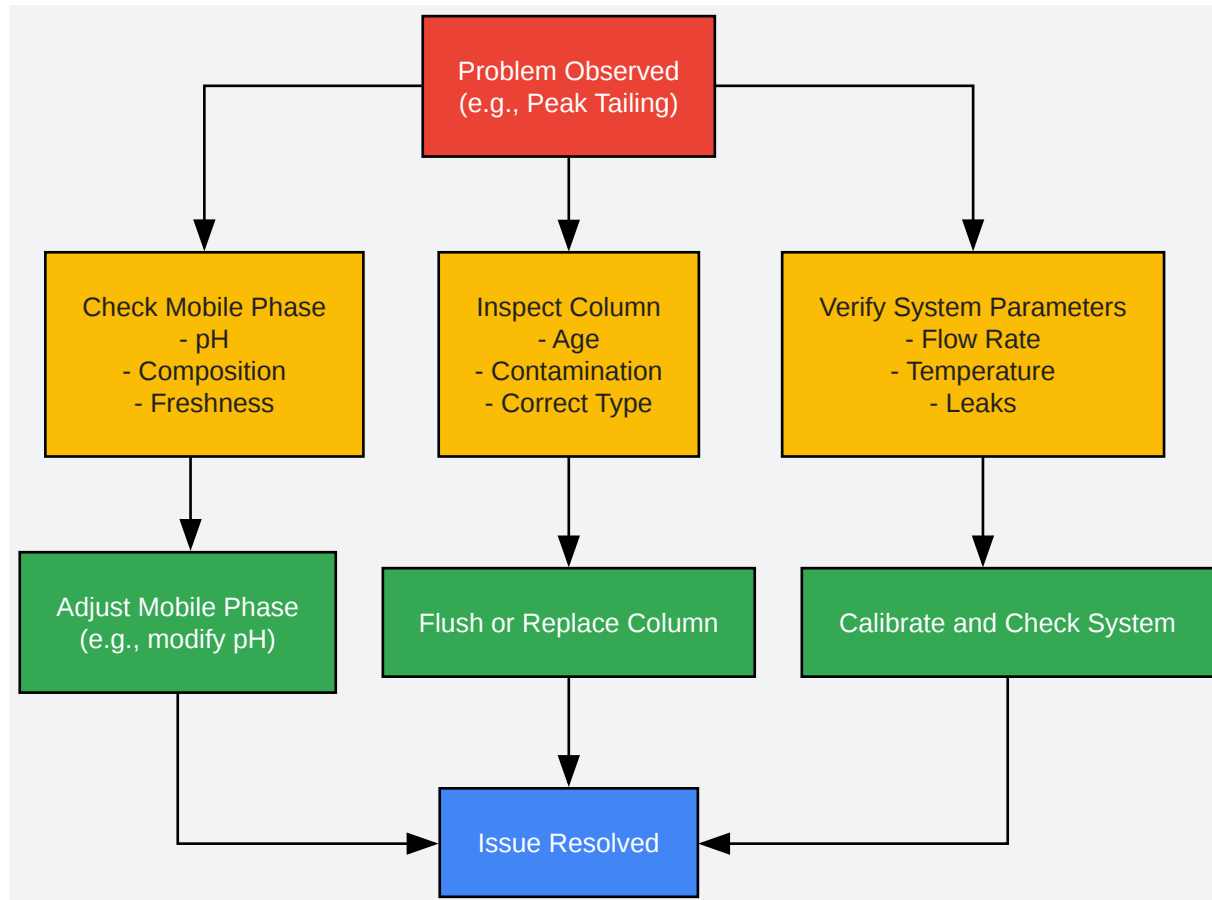 Problem Observed
(e.g., Peak Tailing)
Check Mobile Phase
- pH
- Composition
- Freshness
Inspect Column
- Age
- Contamination
- Correct Type
Verify System Parameters
- Flow Rate
- Temperature
- Leaks
Adjust Mobile Phase
(e.g., modify pH)
Flush or Replace Column
Calibrate and Check System
Issue Resolved